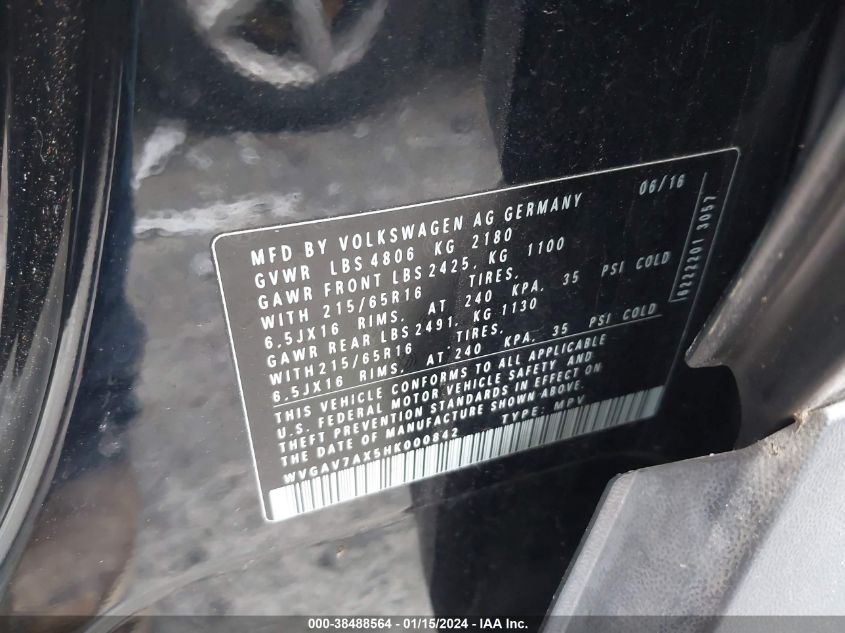 MFD BY VOLKSWAGEN AG GERMANY 06/16
GVWR LBS 4806 KG 2180
GAWR FRONT LBS 2425, KG 1100
WITH 215/65R16 TIRES,
6.5JX16 RIMS, AT 240 KPA, 35 PSI COLD
GAWR REAR LBS 2491, KG 1130
WITH 215/65R16 TIRES,
6.5JX16 RIMS, AT 240 KPA, 35 PSI COLD
THIS VEHICLE CONFORMS TO ALL APPLICABLE
U.S. FEDERAL MOTOR VEHICLE SAFETY AND
THEFT PREVENTION STANDARDS IN EFFECT ON
THE DATE OF MANUFACTURE SHOWN ABOVE.
WVGAV7AX5HK000842 TYPE: MPV
6222201 3057
000-38488564 - 01/15/2024 - IAA Inc.